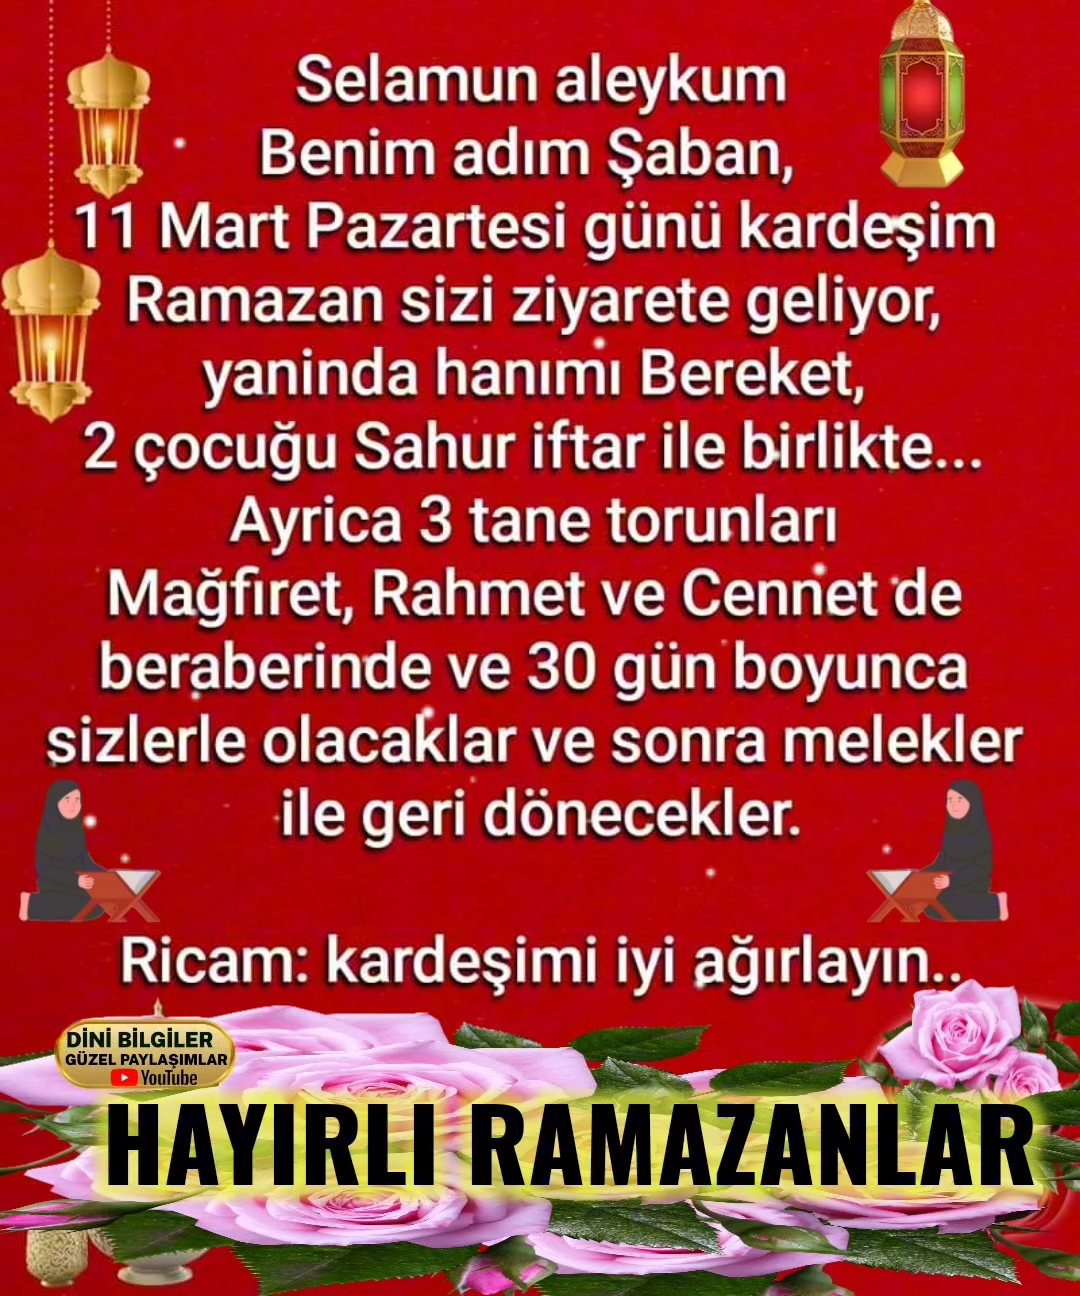 Selamun aleykum
Benim adım Şaban,
11 Mart Pazartesi günü kardeşim
Ramazan sizi ziyarete geliyor,
yaninda hanımı Bereket,
2 çocuğu Sahur iftar ile birlikte...
Ayrica 3 tane torunları
Mağfiret, Rahmet ve Cennet de
beraberinde ve 30 gün boyunca
sizlerle olacaklar ve sonra melekler
ile geri dönecekler.
Ricam: kardeşimi iyi ağırlayın..
DİNİ BİLGİLER
GÜZEL PAYLAŞIMLAR
YouTube
HAYIRLI RAMAZANLAR